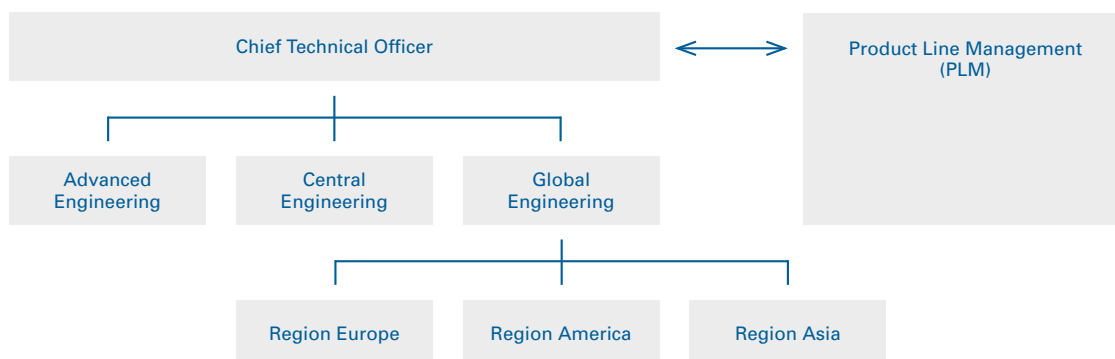 Chief Technical Officer
Product Line Management
(PLM)
Advanced
Engineering
Central
Engineering
Global
Engineering
Region Europe
Region America
Region Asia